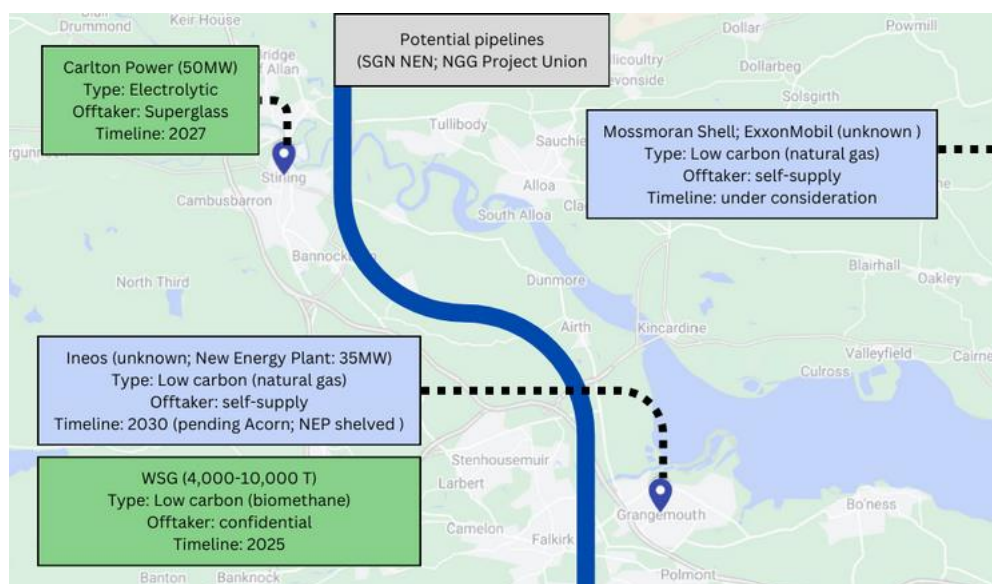 Blair
Drummond
Keir House
Bridge
of Allan
Potential pipelines
(SGN NEN; NGG Project Union
Dollar
Powmill
Dollarbeg
Solsgirth
Carlton Power (50MW)
Type: Electrolytic
Offtaker: Superglass
Timeline: 2027
Tullibody
Sauchie
Mossmoran Shell; ExxonMobil (unknown )
Type: Low carbon (natural gas)
Offtaker: self-supply
Timeline: under consideration
Stirling
Cambusbarron
Alloa
South Alloa
North Third
Dunmore
Blairhall
Oakley
Airth
Kincardine
Valleyfield
Culross
Ineos (unknown; New Energy Plant: 35MW)
Type: Low carbon (natural gas)
Offtaker: self-supply
Timeline: 2030 (pending Acorn; NEP shelved )
WSG (4,000-10,000 T)
Type: Low carbon (biomethane)
Offtaker: confidential
Timeline: 2025
Stenhousemuir
Larbert
Camelon
Falkirk
Grangemouth
Bo'ness
Polmont
Banton
Banknock